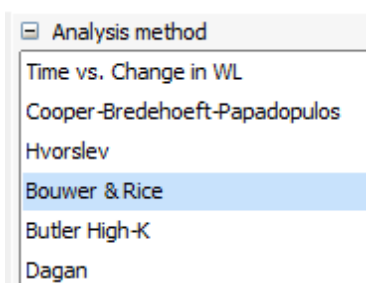 Analysis method
Time vs. Change in WL
Cooper-Bredehoeft-Papadopulos
Hvorslev
Bouwer & Rice
Butler High-K
Dagan